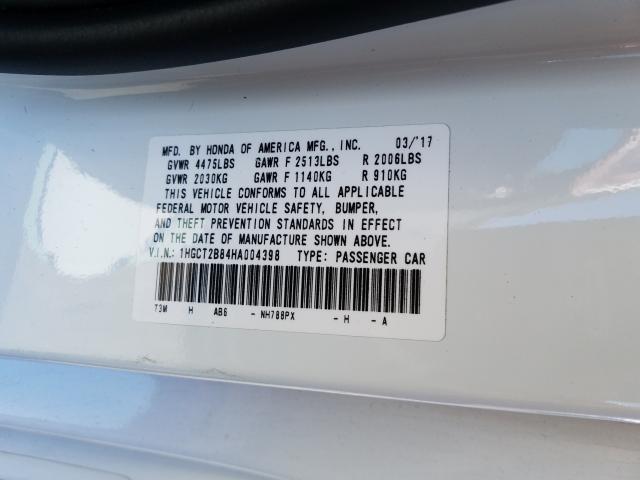 MFD. BY HONDA OF AMERICA MFG., INC. 03/'17
GVWR 4475LBS GAWR F 2513LBS R 2006LBS
GVWR 2030KG GAWR F 1140KG R 910KG
THIS VEHICLE CONFORMS TO ALL APPLICABLE
FEDERAL MOTOR VEHICLE SAFETY, BUMPER,
AND THEFT PREVENTION STANDARDS IN EFFECT
ON THE DATE OF MANUFACTURE SHOWN ABOVE.
V.I.N.: 1HGCT2B84HA004398 TYPE: PASSENGER CAR
73M H AB6 - NH788PX - H - A